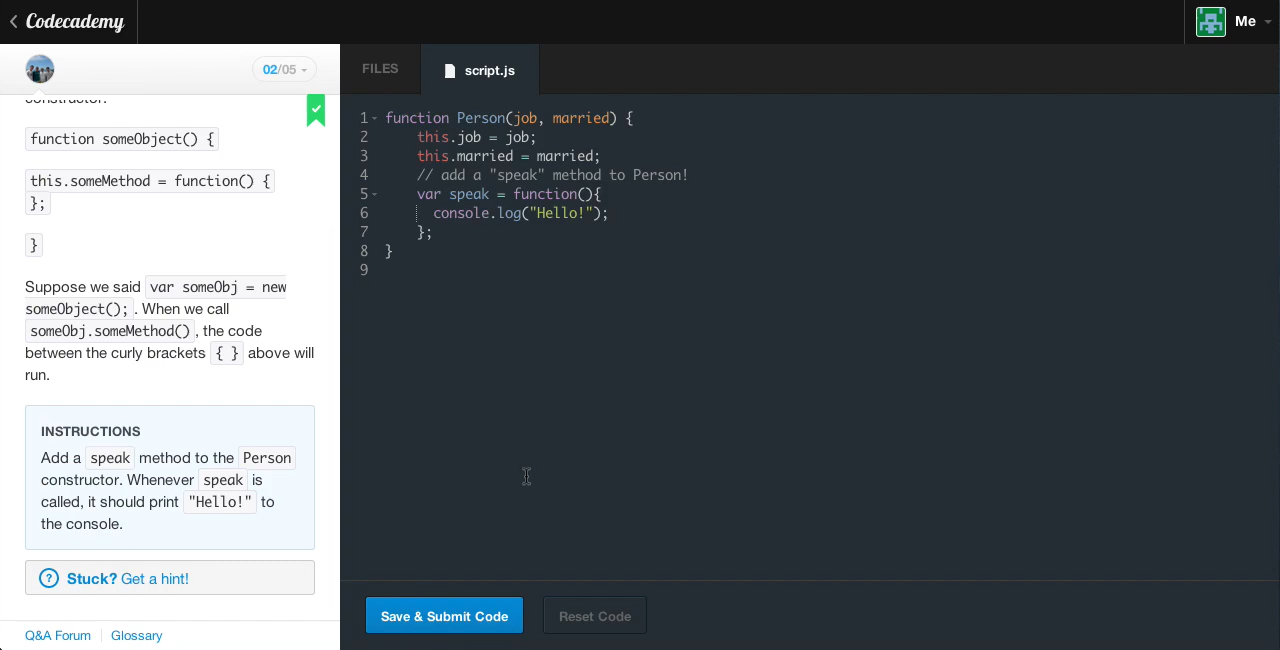 Codecademy
Me
02/05
FILES
script.js
constructor.
function someObject() {
this.someMethod = function() {
};
}
Suppose we said var someObj = new
someObject();. When we call
someObj.someMethod(), the code
between the curly brackets { } above will
run.
INSTRUCTIONS
Add a speak method to the Person
constructor. Whenever speak is
called, it should print "Hello!" to
the console.
? Stuck? Get a hint!
Q&A Forum
Glossary
1 function Person(job, married) {
2 this.job = job;
3 this.married = married;
4 // add a "speak" method to Person!
5 var speak = function(){
6 console.log("Hello!");
7 };
8 }
9
Save & Submit Code
Reset Code